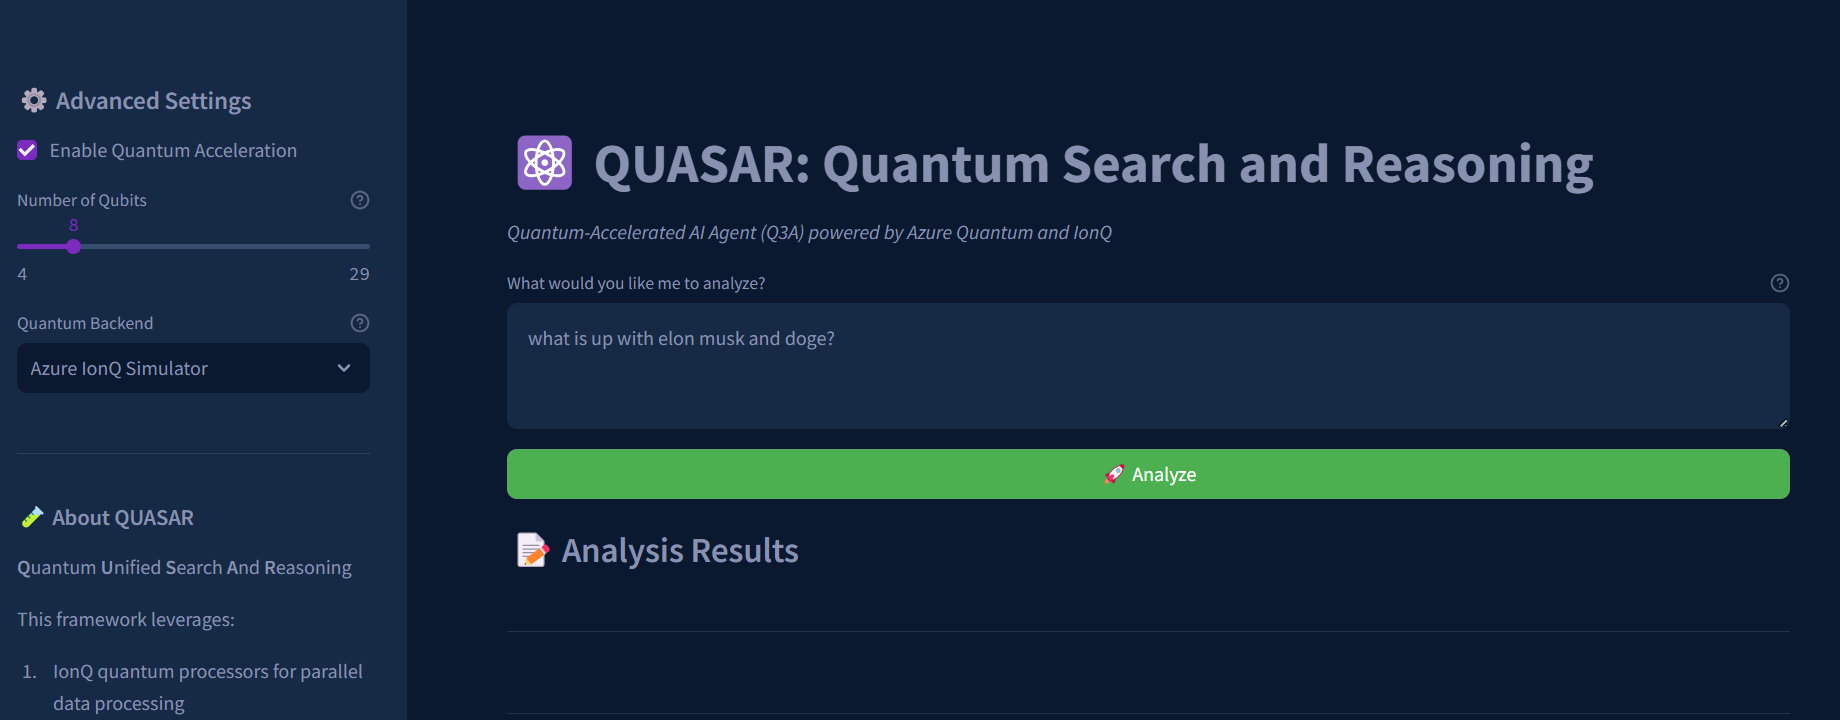 Advanced Settings
Enable Quantum Acceleration
Number of Qubits
8
4 29
Quantum Backend
Azure IonQ Simulator
About QUASAR
Quantum Unified Search And Reasoning
This framework leverages:
1. IonQ quantum processors for parallel
data processing
QUASAR: Quantum Search and Reasoning
Quantum-Accelerated AI Agent (Q3A) powered by Azure Quantum and IonQ
What would you like me to analyze?
what is up with elon musk and doge?
Analyze
Analysis Results